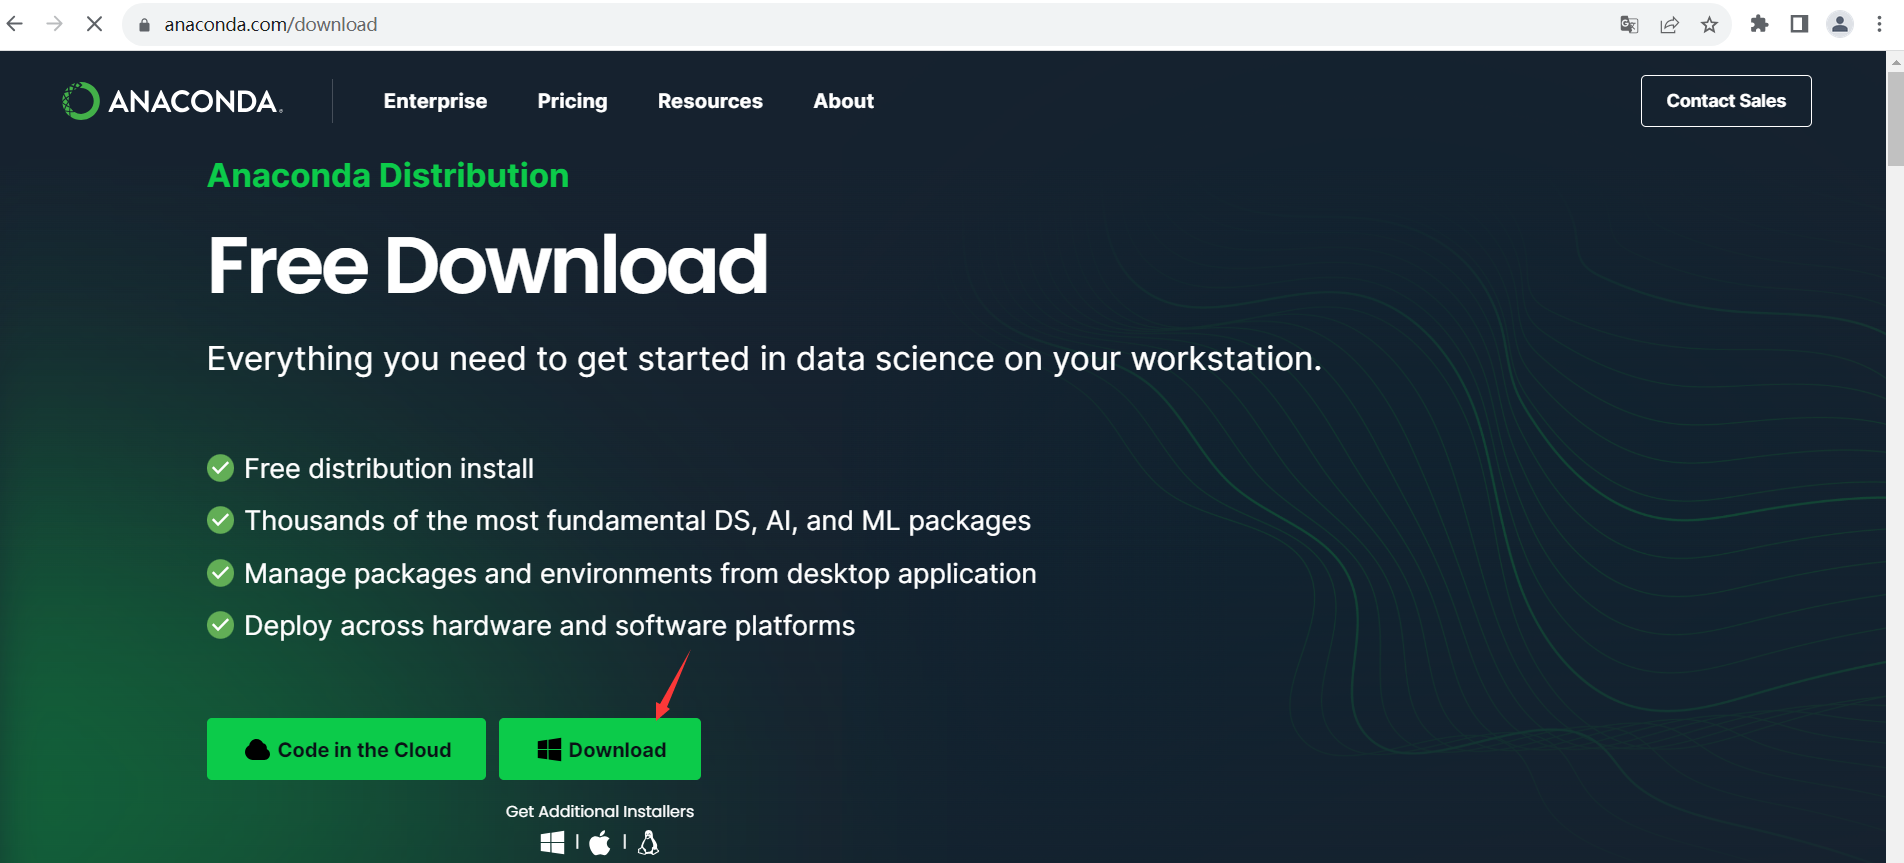 anaconda.com/download
ANACONDA.
Enterprise
Pricing
Resources
About
Contact Sales
Anaconda Distribution
Free Download
Everything you need to get started in data science on your workstation.
Free distribution install
Thousands of the most fundamental DS, AI, and ML packages
Manage packages and environments from desktop application
Deploy across hardware and software platforms
Code in the Cloud
Download
Get Additional Installers